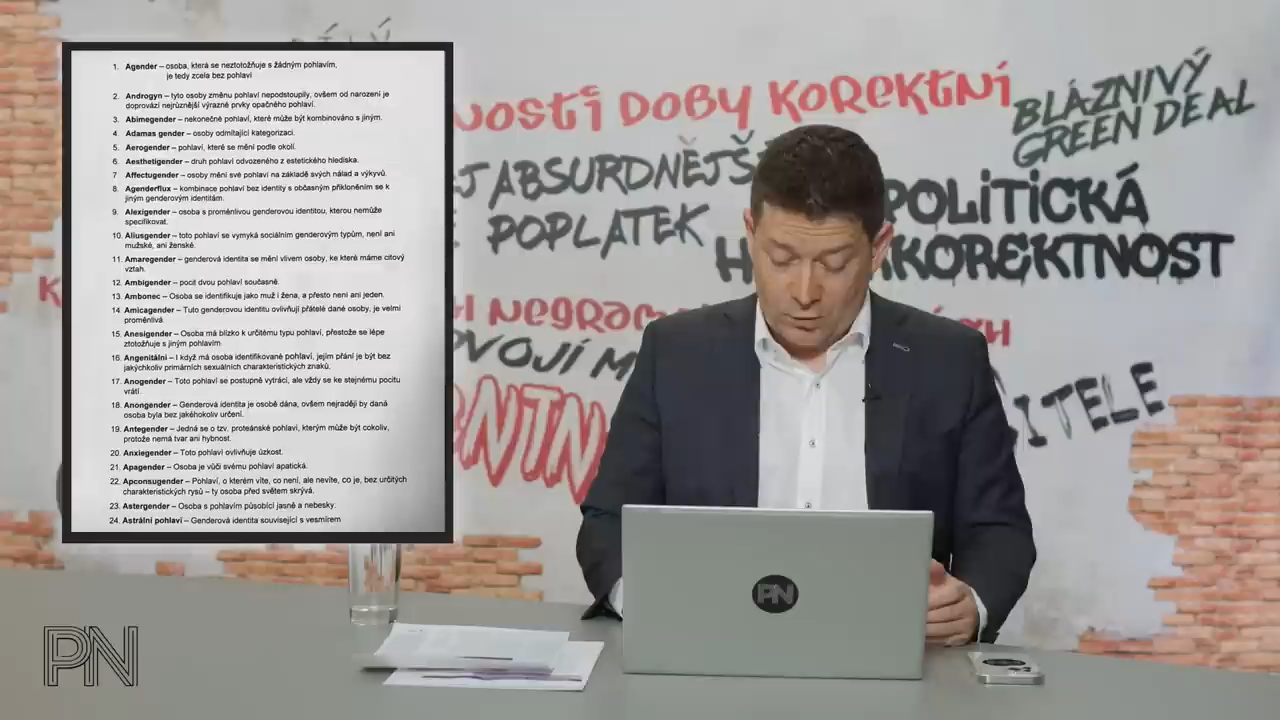 1. Agender – osoba, která se neztotožňuje s žádným pohlavím,
je tedy zcela bez pohlaví
2. Androgyn – tyto osoby změnu pohlaví nepodstoupily, ovšem od narození je
doprovází nejrůznější výrazné prvky opačného pohlaví.
3. Abimegender – nekonečné pohlaví, které může být kombinováno s jiným.
4. Adamas gender – osoby odmítající kategorizaci.
5. Aerogender – pohlaví, které se mění podle okolí.
6. Aesthetigender – druh pohlaví odvozeného z estetického hlediska.
7 Affectugender – osoby mění své pohlaví na základě svých nálad a výkyvů.
8. Agenderflux – kombinace pohlaví bez identity s občasným přikloněním se k
jiným genderovým identitám.
9. Alexigender – osoba s proměnlivou genderovou identitou, kterou nemůže
specifikovat.
10. Aliusgender – toto pohlaví se vymyká sociálním genderovým typům, není ani
mužské, ani ženské.
11. Amaregender – genderová identita se mění vlivem osoby, ke které máme citový
vztah.
12. Ambigender – pocit dvou pohlaví současně.
13. Ambonec – Osoba se identifikuje jako muž i žena, a přesto není ani jeden.
14. Amicagender – Tuto genderovou identitu ovlivňují přátelé dané osoby, je velmi
proměnlivá.
15. Anesigender – Osoba má blízko k určitému typu pohlaví, přestože se lépe
ztotožňuje s jiným pohlavím.
16. Angenitální – I když má osoba identifikované pohlaví, jejím přání je být bez
jakýchkoliv primárních sexuálních charakteristických znaků.
17. Anogender – Toto pohlaví se postupně vytrácí, ale vždy se ke stejnému pocitu
vrátí.
18. Anongender – Genderová identita je osobě dána, ovšem nejraději by daná
osoba byla bez jakéhokoliv určení.
19. Antegender – Jedná se o tzv. proteánské pohlaví, kterým může být cokoliv,
protože nemá tvar ani hybnost.
20. Anxiegender – Toto pohlaví ovlivňuje úzkost.
21. Apagender – Osoba je vůči svému pohlaví apatická.
22. Apconsugender – Pohlaví, o kterém víte, co není, ale nevíte, co je, bez určitých
charakteristických rysů – ty osoba před světem skrývá.
23. Astergender – Osoba s pohlavím působící jasně a nebesky.
24. Astrální pohlaví – Genderová identita související s vesmírem
NOSTI DOBY KOREKTNÍ
BLÁZNIVÝ
GREEN DEAL
J ABSURDNĚJŠ
POPLATEK
POLITICKÁ
H KOREKTNOST
VOJÍ M
ITELE
PN
PN